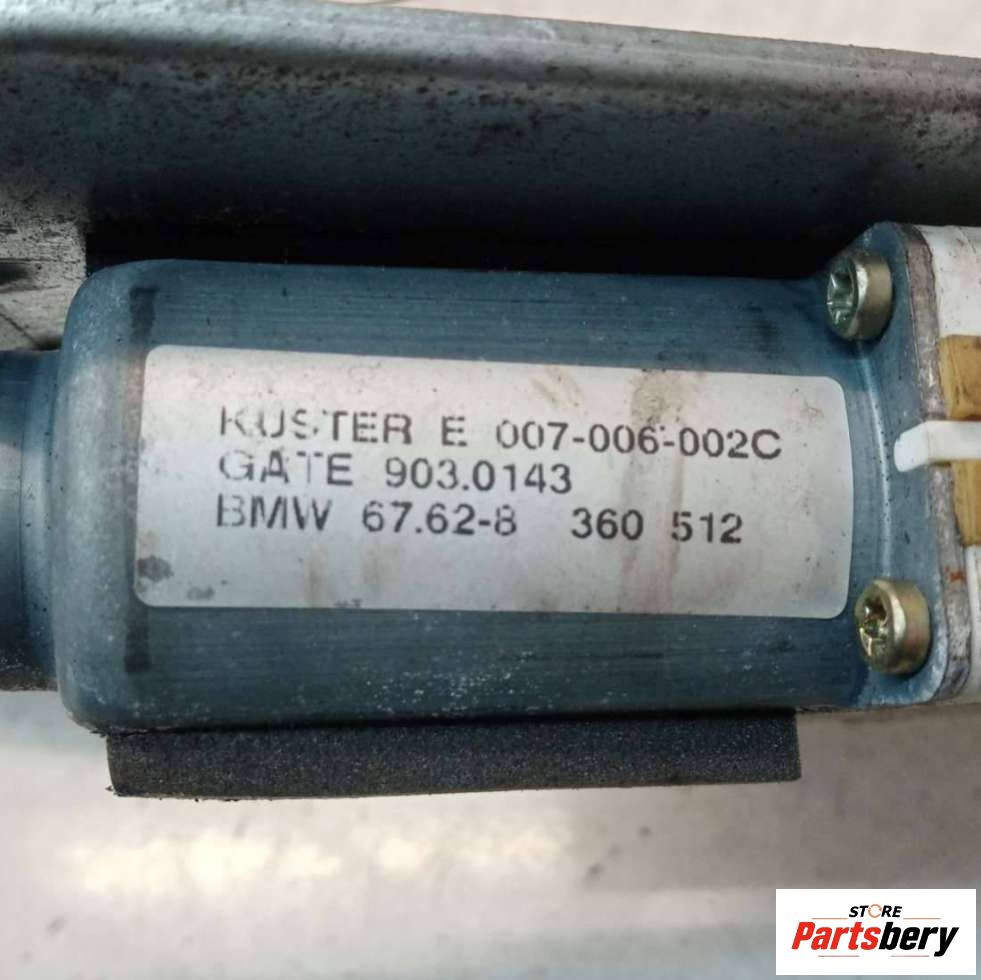 KUSTER E 007-006-002C
GATE 903.0143
BMW 67.62-8 360 512
STORE
Partsbery